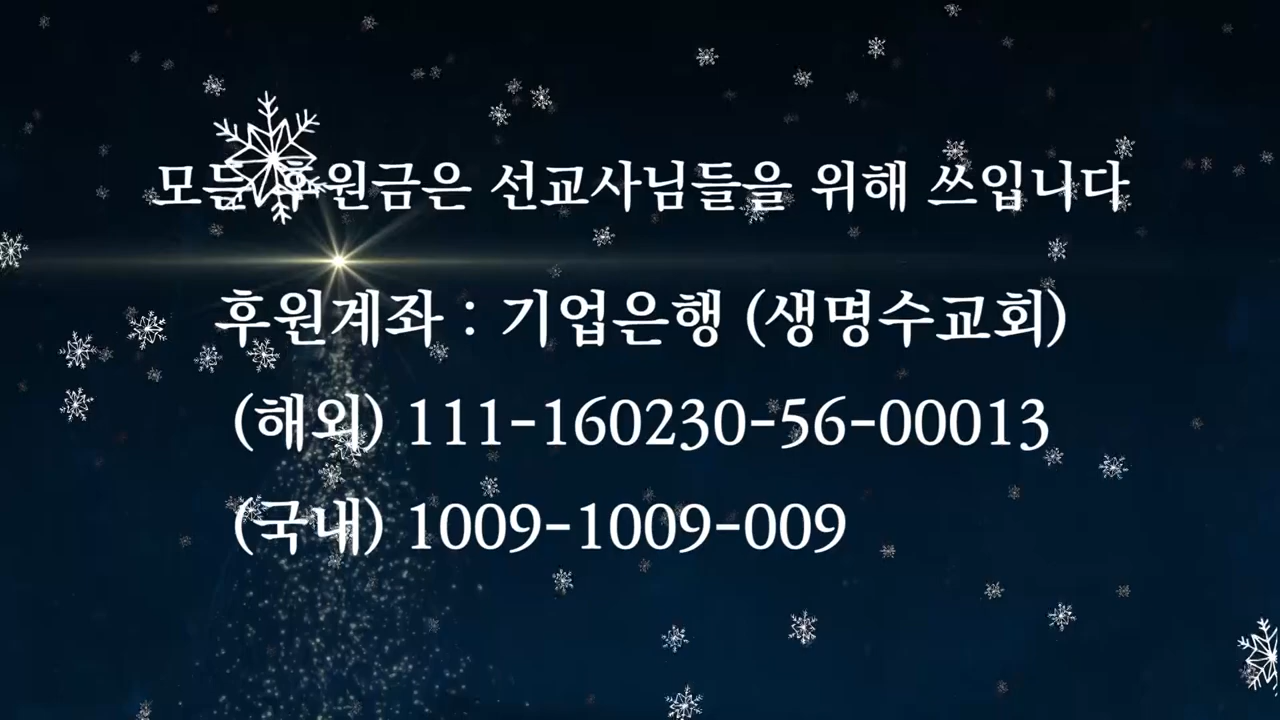 모든 후원금은 선교사님들을 위해 쓰입니다
후원계좌 : 기업은행 (생명수교회)
(해외) 111-160230-56-00013
(국내) 1009-1009-009